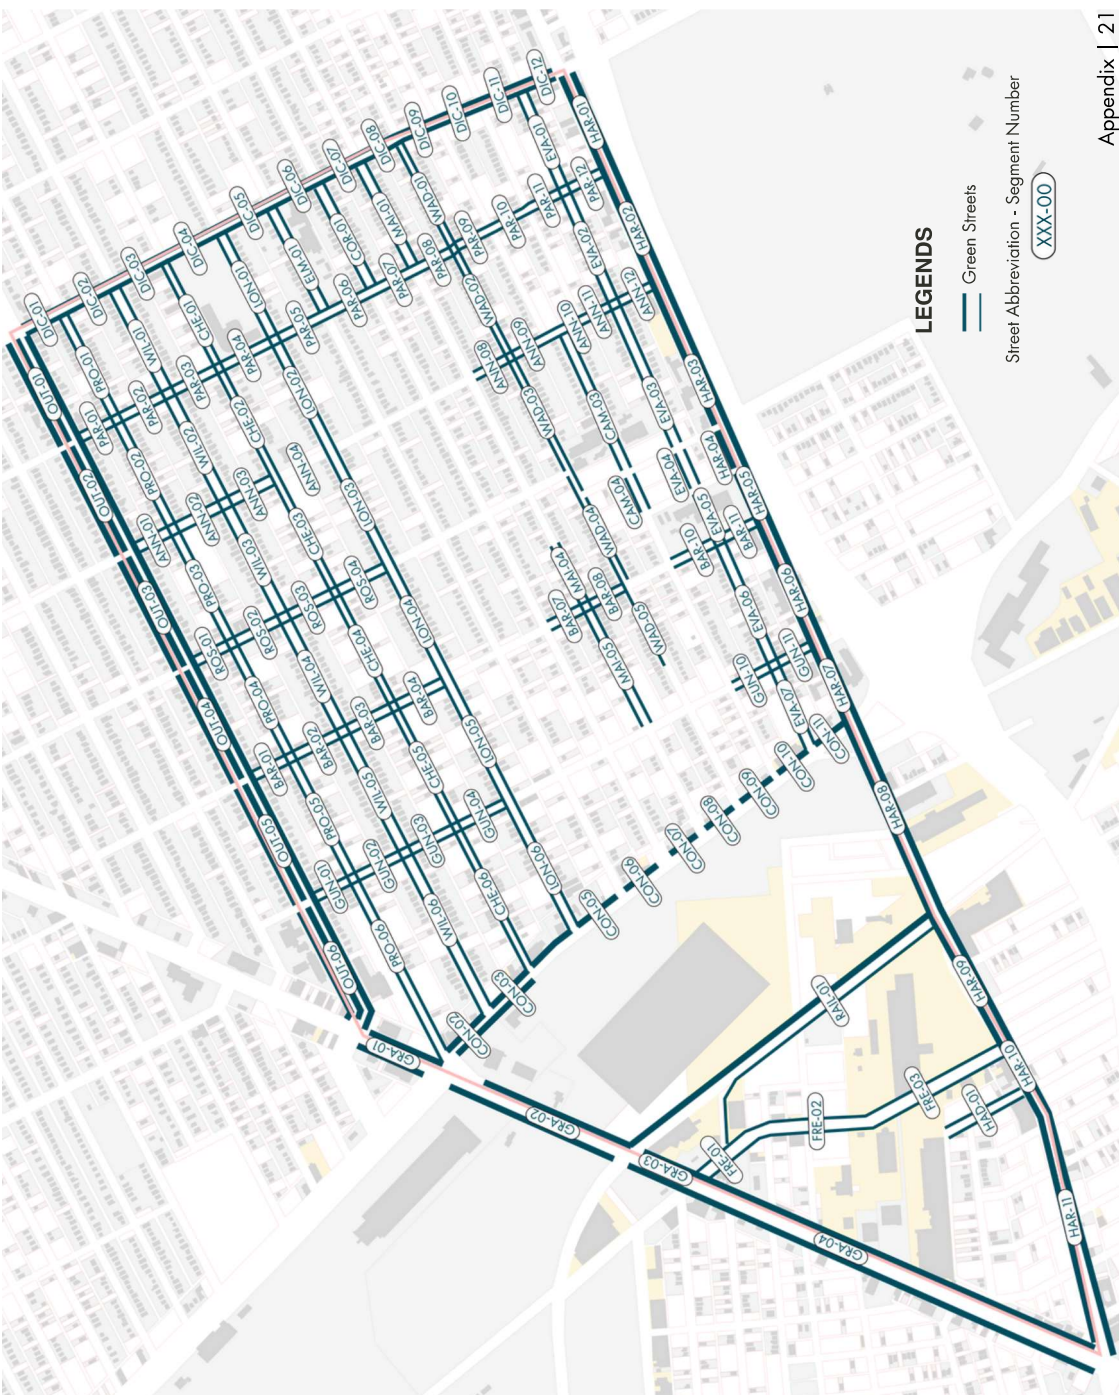 OUT-01
OUT-02
OUT-03
OUT-04
OUT-05
OUT-06
DIC-01
DIC-02
DIC-03
DIC-04
DIC-05
DIC-06
DIC-07
DIC-08
DIC-09
DIC-10
DIC-11
DIC-12
PRO-01
PRO-02
PRO-03
PRO-04
PRO-05
PRO-06
WIL-01
WIL-02
WIL-03
WIL-04
WIL-05
WIL-06
CHE-01
CHE-02
CHE-03
CHE-04
CHE-05
CHE-06
LON-01
LON-02
LON-03
LON-04
LON-05
LON-06
ELM-01
COR-01
MAI-01
MAI-04
MAI-05
WAD-01
WAD-02
WAD-03
WAD-04
WAD-05
CAM-03
CAM-04
EVA-01
EVA-02
EVA-03
EVA-04
EVA-05
EVA-06
EVA-07
PAR-01
PAR-02
PAR-03
PAR-04
PAR-05
PAR-06
PAR-07
PAR-08
PAR-09
PAR-10
PAR-11
PAR-12
ANN-01
ANN-02
ANN-03
ANN-04
ANN-08
ANN-09
ANN-10
ANN-11
ANN-12
ROS-01
ROS-02
ROS-03
ROS-04
BAR-01
BAR-02
BAR-03
BAR-04
BAR-07
BAR-08
BAR-10
BAR-11
GUN-01
GUN-02
GUN-03
GUN-04
GUN-10
GUN-11
CON-02
CON-03
CON-05
CON-06
CON-07
CON-08
CON-09
CON-10
CON-11
HAR-01
HAR-02
HAR-03
HAR-04
HAR-05
HAR-06
HAR-07
HAR-08
HAR-09
HAR-10
HAR-11
GRA-01
GRA-02
GRA-03
GRA-04
RAIL-01
FRE-01
FRE-02
FRE-03
HAD-01
LEGENDS
Green Streets
Street Abbreviation - Segment Number
XXX-00
Appendix | 21